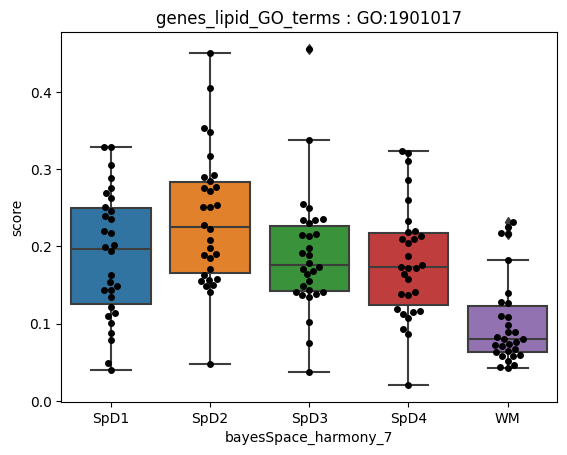 genes_lipid_GO_terms : GO:1901017
score
0.4
0.3
0.2
0.1
0.0
SpD1 SpD2 SpD3 SpD4 WM
bayesSpace_harmony_7